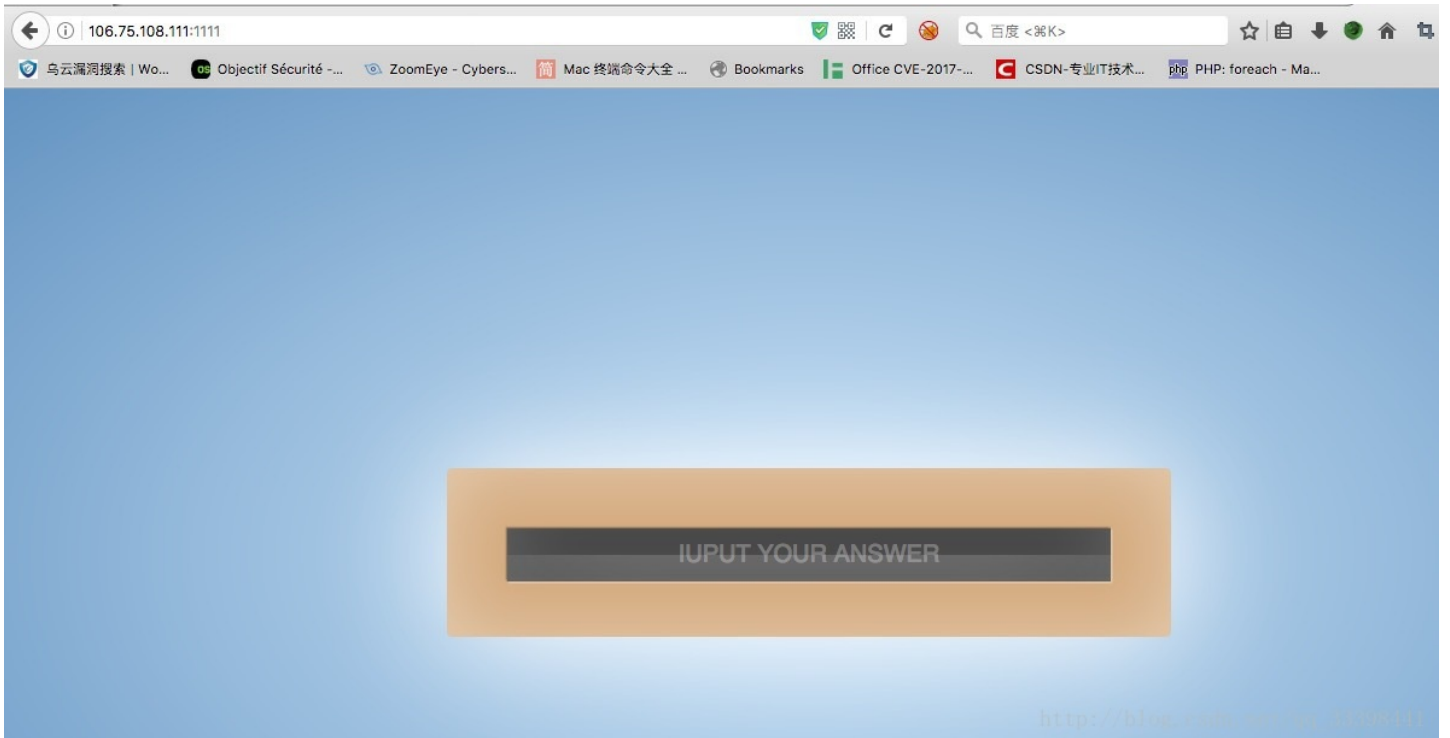 106.75.108.111:1111
百度 <⌘K>
乌云漏洞搜索 | Wo... Objectif Sécurité -... ZoomEye - Cybers... Mac 终端命令大全 ... Bookmarks Office CVE-2017-... CSDN-专业IT技术... PHP: foreach - Ma...
IUPUT YOUR ANSWER